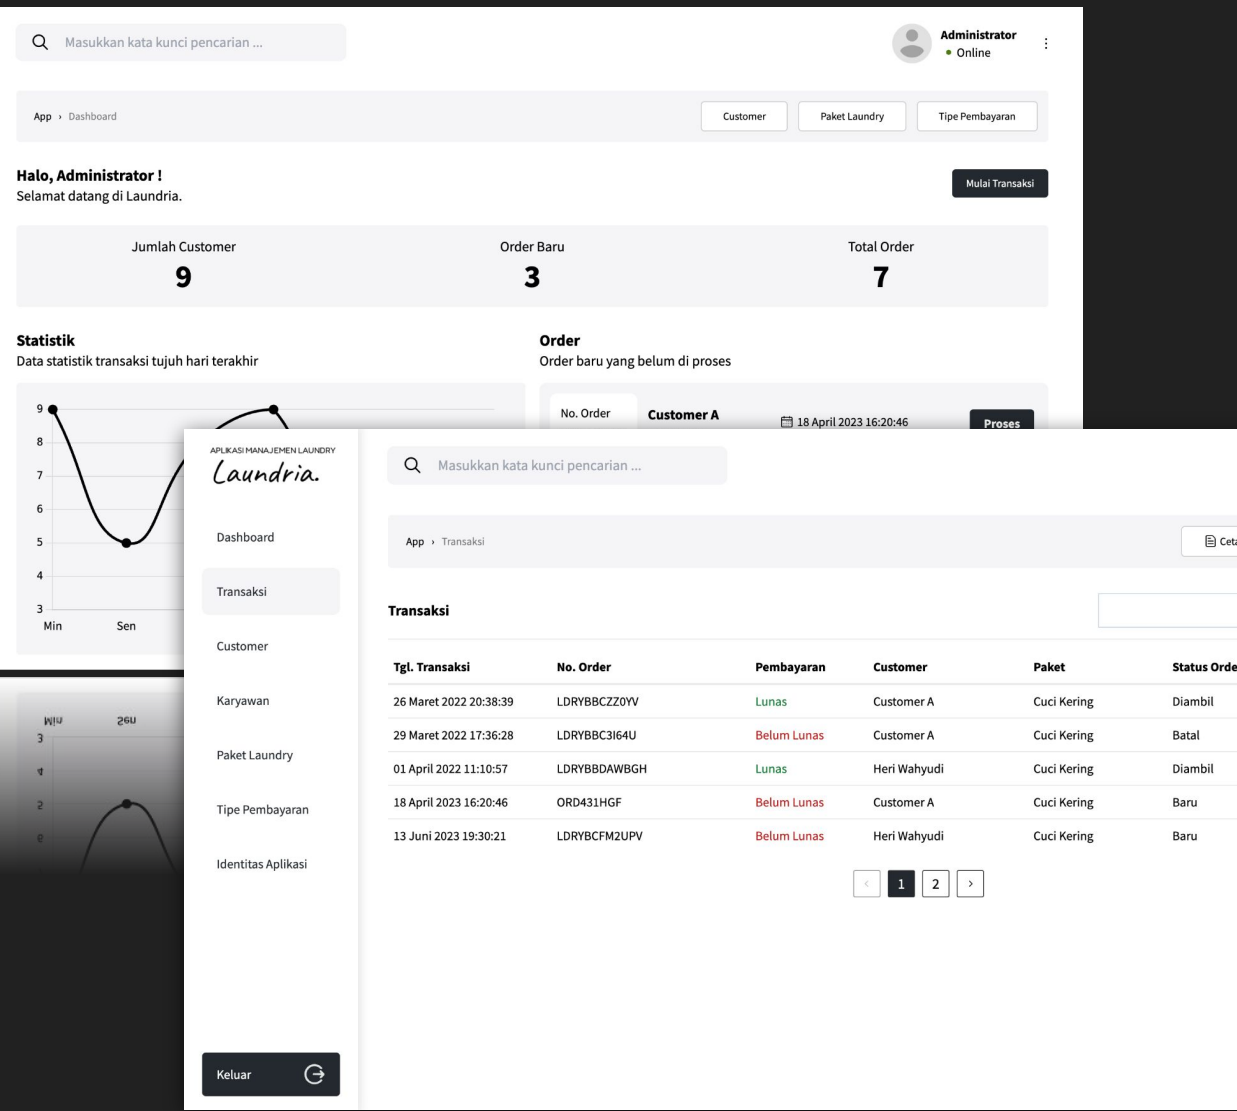 Masukkan kata kunci pencarian ...
Administrator
Online
App › Dashboard
Customer
Paket Laundry
Tipe Pembayaran
Halo, Administrator !
Selamat datang di Laundria.
Mulai Transaksi
Jumlah Customer
Order Baru
Total Order
9
3
7
Statistik
Data statistik transaksi tujuh hari terakhir
Order
Order baru yang belum di proses
No. Order
Customer A
18 April 2023 16:20:46
Proses
9
8
7
6
5
4
3
Min Sen
APLIKASI MANAJEMEN LAUNDRY
Laundria.
Dashboard
Transaksi
Customer
Karyawan
Paket Laundry
Tipe Pembayaran
Identitas Aplikasi
Keluar
Masukkan kata kunci pencarian ...
App › Transaksi
Transaksi
Tgl. Transaksi No. Order Pembayaran Customer Paket Status Orde
26 Maret 2022 20:38:39 LDRYBBCZZ0YV Lunas Customer A Cuci Kering Diambil
29 Maret 2022 17:36:28 LDRYBBC3I64U Belum Lunas Customer A Cuci Kering Batal
01 April 2022 11:10:57 LDRYBBDAWBGH Lunas Heri Wahyudi Cuci Kering Diambil
18 April 2023 16:20:46 ORD431HGF Belum Lunas Customer A Cuci Kering Baru
13 Juni 2023 19:30:21 LDRYBCFM2UPV Belum Lunas Heri Wahyudi Cuci Kering Baru
‹ 1 2 ›
Min Sen
3
4
5
6